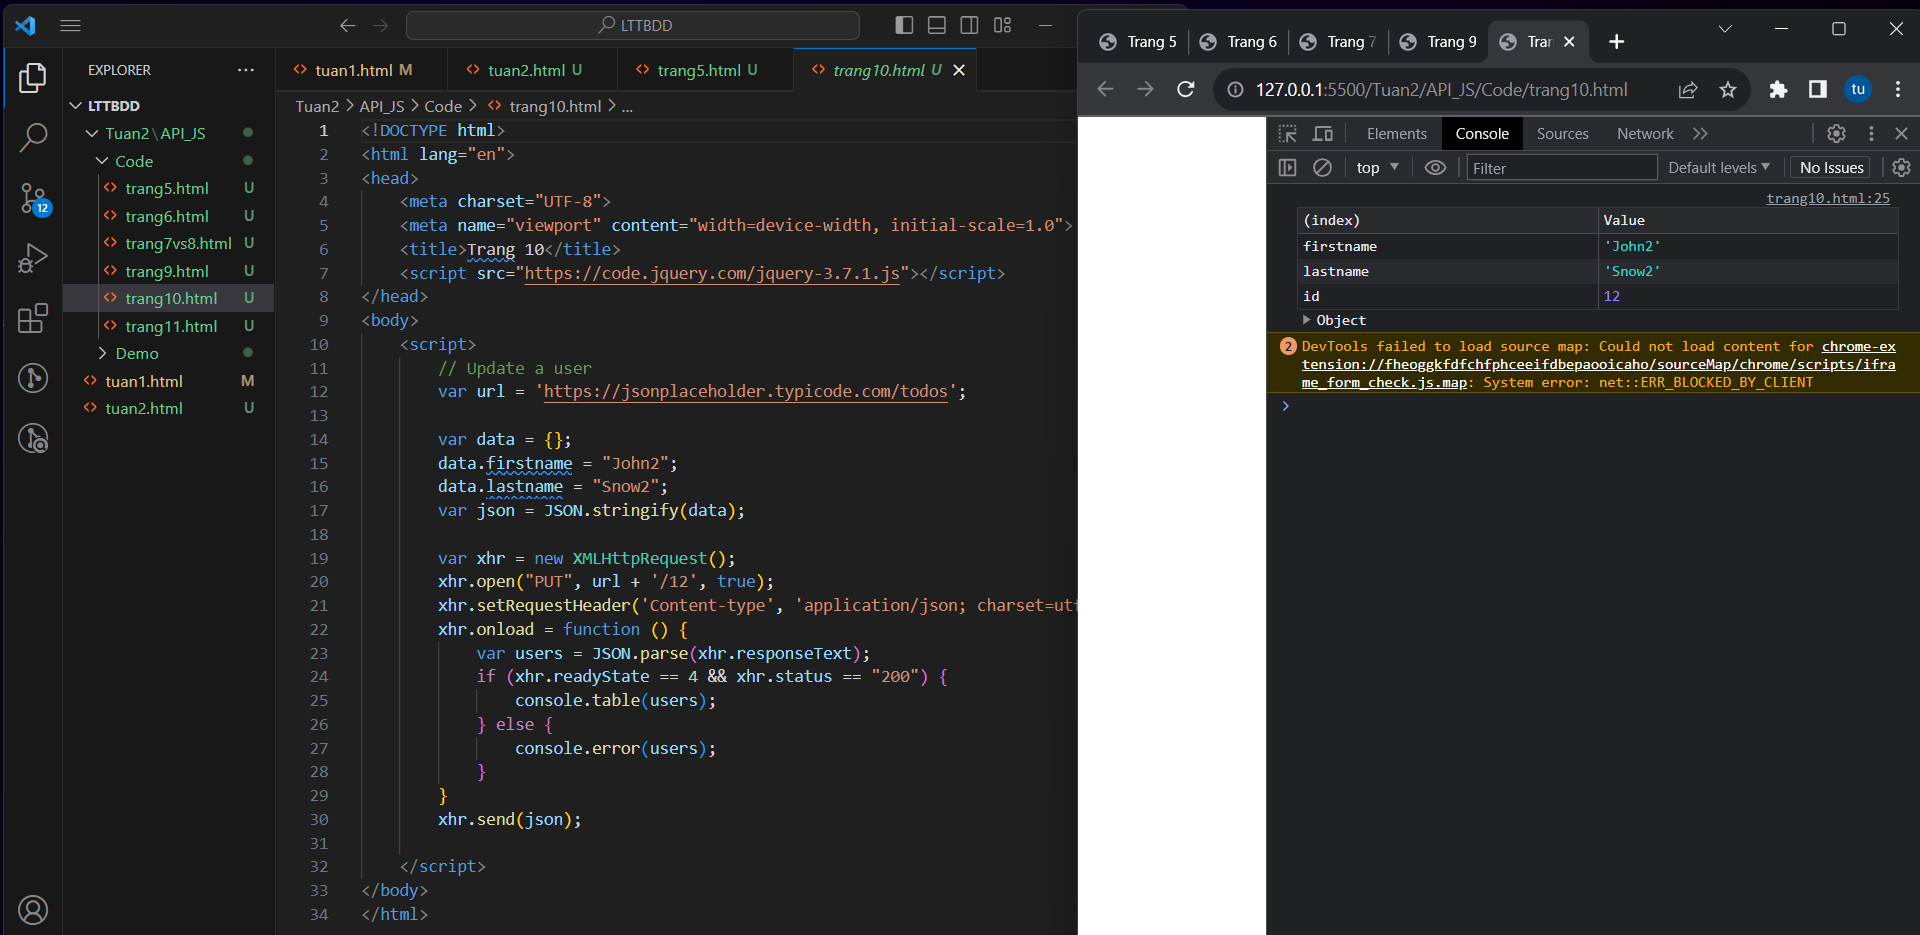 LTTBDD
EXPLORER
LTTBDD
Tuan2\API_JS
Code
trang5.html U
trang6.html U
trang7vs8.html U
trang9.html U
trang10.html U
trang11.html U
Demo
tuan1.html M
tuan2.html U
12
tuan1.html M
tuan2.html U
trang5.html U
trang10.html U
Tuan2 > API_JS > Code > trang10.html > ...
1 <!DOCTYPE html>
2 <html lang="en">
3 <head>
4 <meta charset="UTF-8">
5 <meta name="viewport" content="width=device-width, initial-scale=1.0">
6 <title>Trang 10</title>
7 <script src="https://code.jquery.com/jquery-3.7.1.js"></script>
8 </head>
9 <body>
10 <script>
11 // Update a user
12 var url = 'https://jsonplaceholder.typicode.com/todos';
13
14 var data = {};
15 data.firstname = "John2";
16 data.lastname = "Snow2";
17 var json = JSON.stringify(data);
18
19 var xhr = new XMLHttpRequest();
20 xhr.open("PUT", url + '/12', true);
21 xhr.setRequestHeader('Content-type', 'application/json; charset=utf
22 xhr.onload = function () {
23 var users = JSON.parse(xhr.responseText);
24 if (xhr.readyState == 4 && xhr.status == "200") {
25 console.table(users);
26 } else {
27 console.error(users);
28 }
29 }
30 xhr.send(json);
31
32 </script>
33 </body>
34 </html>
Trang 5
Trang 6
Trang 7
Trang 9
Tran
127.0.0.1:5500/Tuan2/API_JS/Code/trang10.html
tu
Elements Console Sources Network
top Filter Default levels No Issues
trang10.html:25
(index) Value
firstname 'John2'
lastname 'Snow2'
id 12
Object
2 DevTools failed to load source map: Could not load content for chrome-ex
tension://fheoggkfdfchfphceeifdbepaooicaho/sourceMap/chrome/scripts/ifra
me_form_check.js.map: System error: net::ERR_BLOCKED_BY_CLIENT